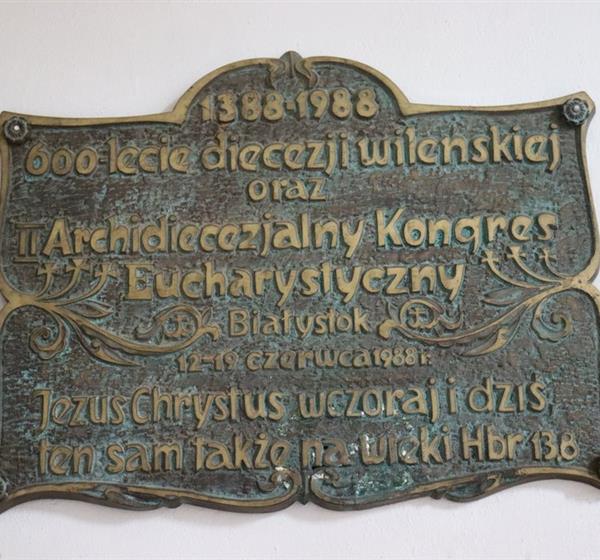 1388-1988
600-lecie diecezji wileńskiej
oraz
II Archidiecezjalny Kongres
Eucharystyczny
Białystok
12-19 czerwca 1988 r.
Jezus Chrystus wczoraj i dziś,
ten sam także na wieki Hbr 13,8